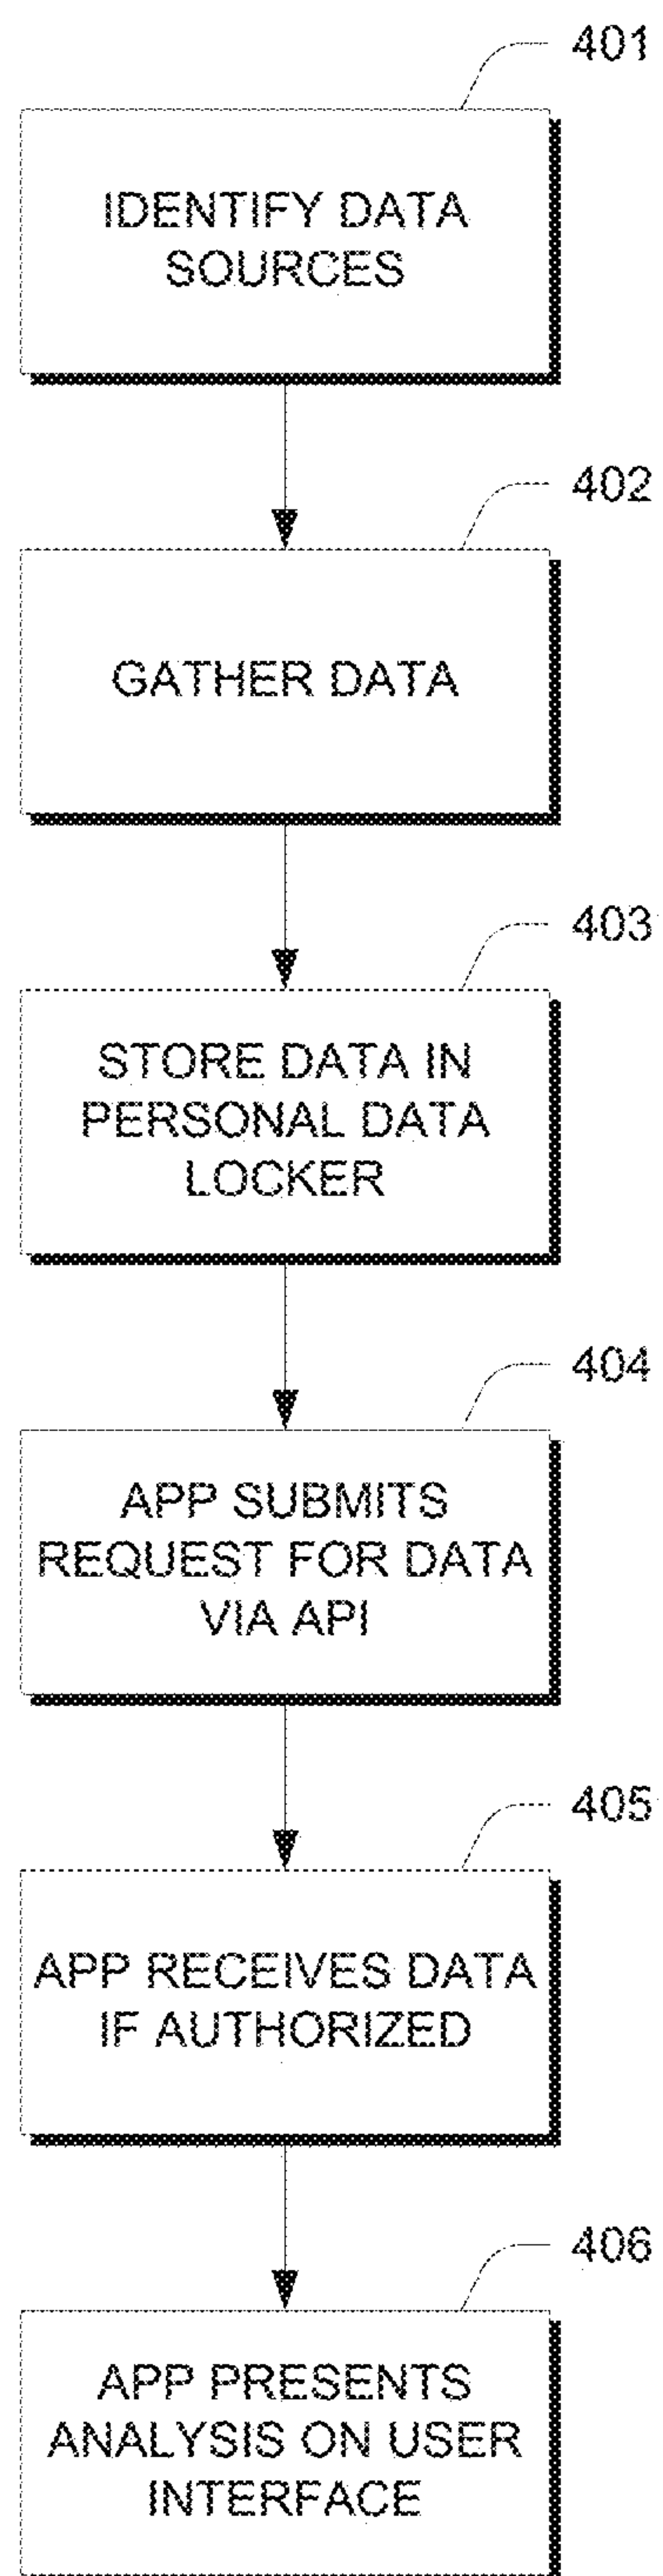 401
IDENTIFY DATA
SOURCES
402
GATHER DATA
403
STORE DATA IN
PERSONAL DATA
LOCKER
404
APP SUBMITS
REQUEST FOR DATA
VIA API
405
APP RECEIVES DATA
IF AUTHORIZED
406
APP PRESENTS
ANALYSIS ON USER
INTERFACE